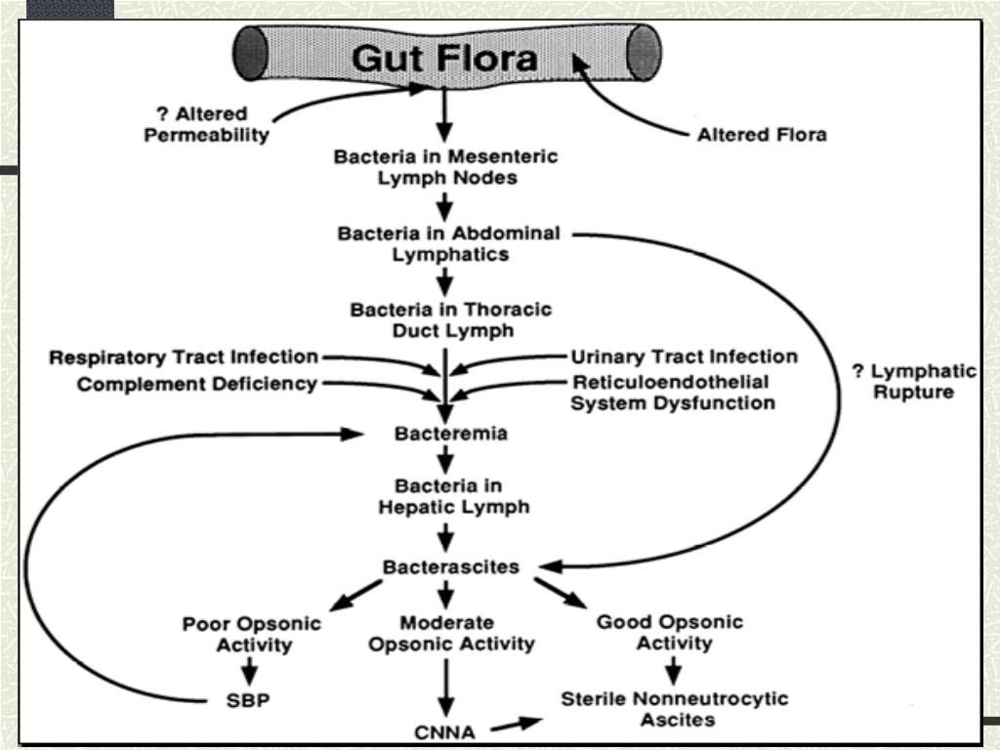 Gut Flora
? Altered
Permeability
Altered Flora
Bacteria in Mesenteric
Lymph Nodes
Bacteria in Abdominal
Lymphatics
Bacteria in Thoracic
Duct Lymph
Respiratory Tract Infection
Urinary Tract Infection
Complement Deficiency
Reticuloendothelial
System Dysfunction
? Lymphatic
Rupture
Bacteremia
Bacteria in
Hepatic Lymph
Bacterascites
Poor Opsonic
Activity
Moderate
Opsonic Activity
Good Opsonic
Activity
SBP
CNNA
Sterile Nonneutrocytic
Ascites